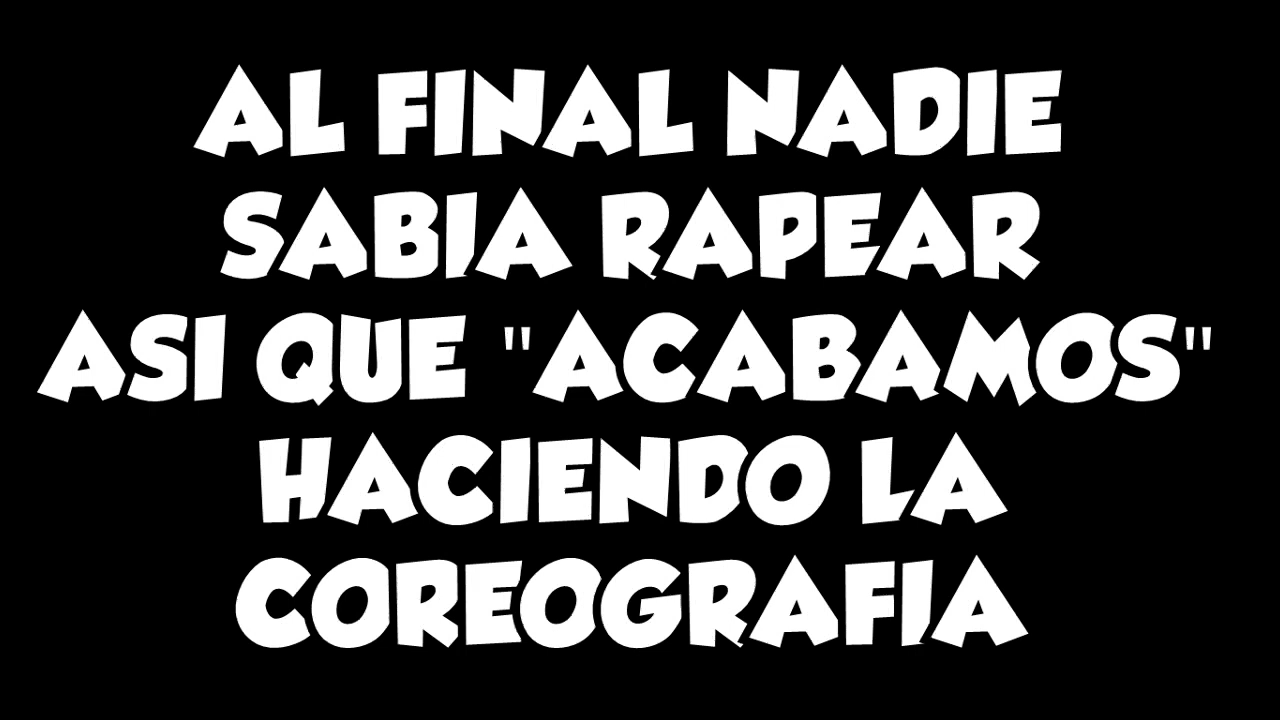 AL FINAL NADIE
SABIA RAPEAR
ASI QUE "ACABAMOS"
HACIENDO LA
COREOGRAFIA